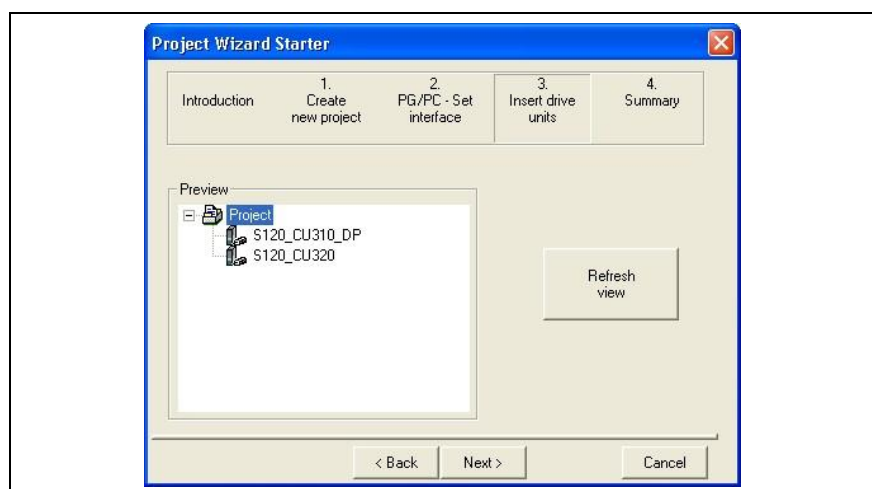 Project Wizard Starter
Introduction
1.
Create
new project
2.
PG/PC - Set
interface
3.
Insert drive
units
4.
Summary
Preview
Project
S120_CU310_DP
S120_CU320
Refresh
view
< Back
Next >
Cancel